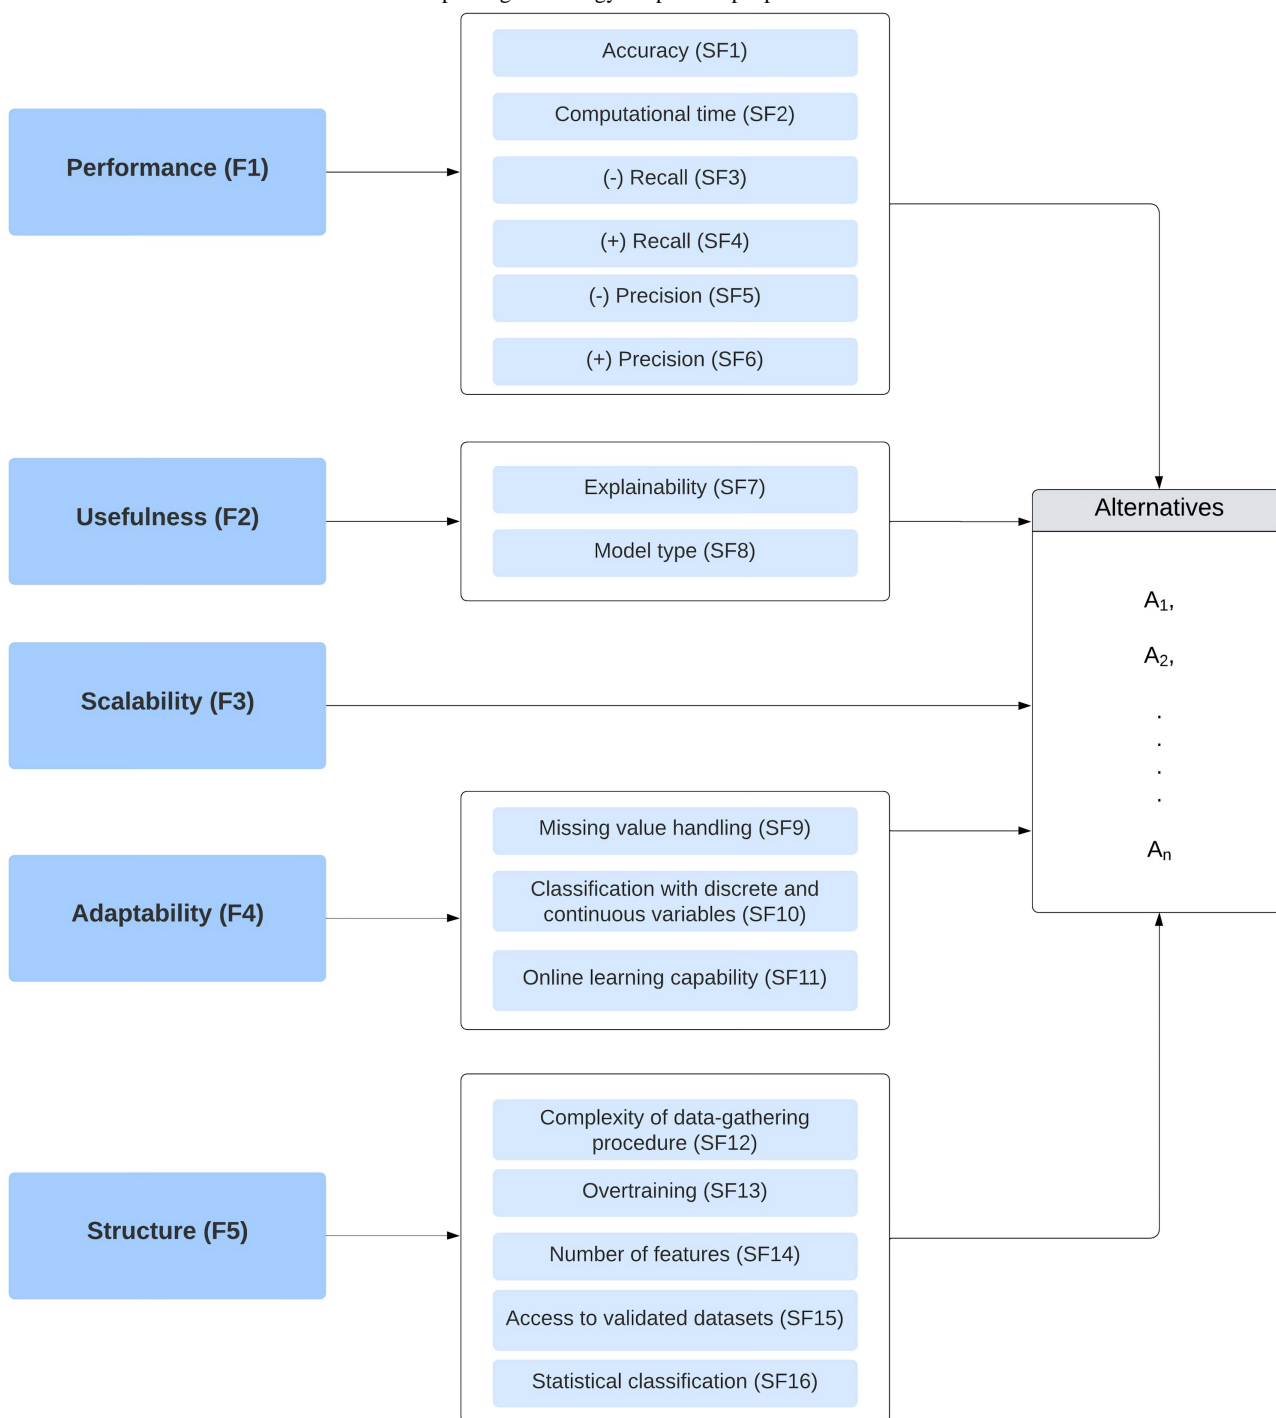 Performance (F1)
Accuracy (SF1)
Computational time (SF2)
(-) Recall (SF3)
(+) Recall (SF4)
(-) Precision (SF5)
(+) Precision (SF6)
Usefulness (F2)
Explainability (SF7)
Model type (SF8)
Scalability (F3)
Adaptability (F4)
Missing value handling (SF9)
Classification with discrete and
continuous variables (SF10)
Online learning capability (SF11)
Structure (F5)
Complexity of data-gathering
procedure (SF12)
Overtraining (SF13)
Number of features (SF14)
Access to validated datasets (SF15)
Statistical classification (SF16)
Alternatives
A1,
A2,
.
.
.
.
An